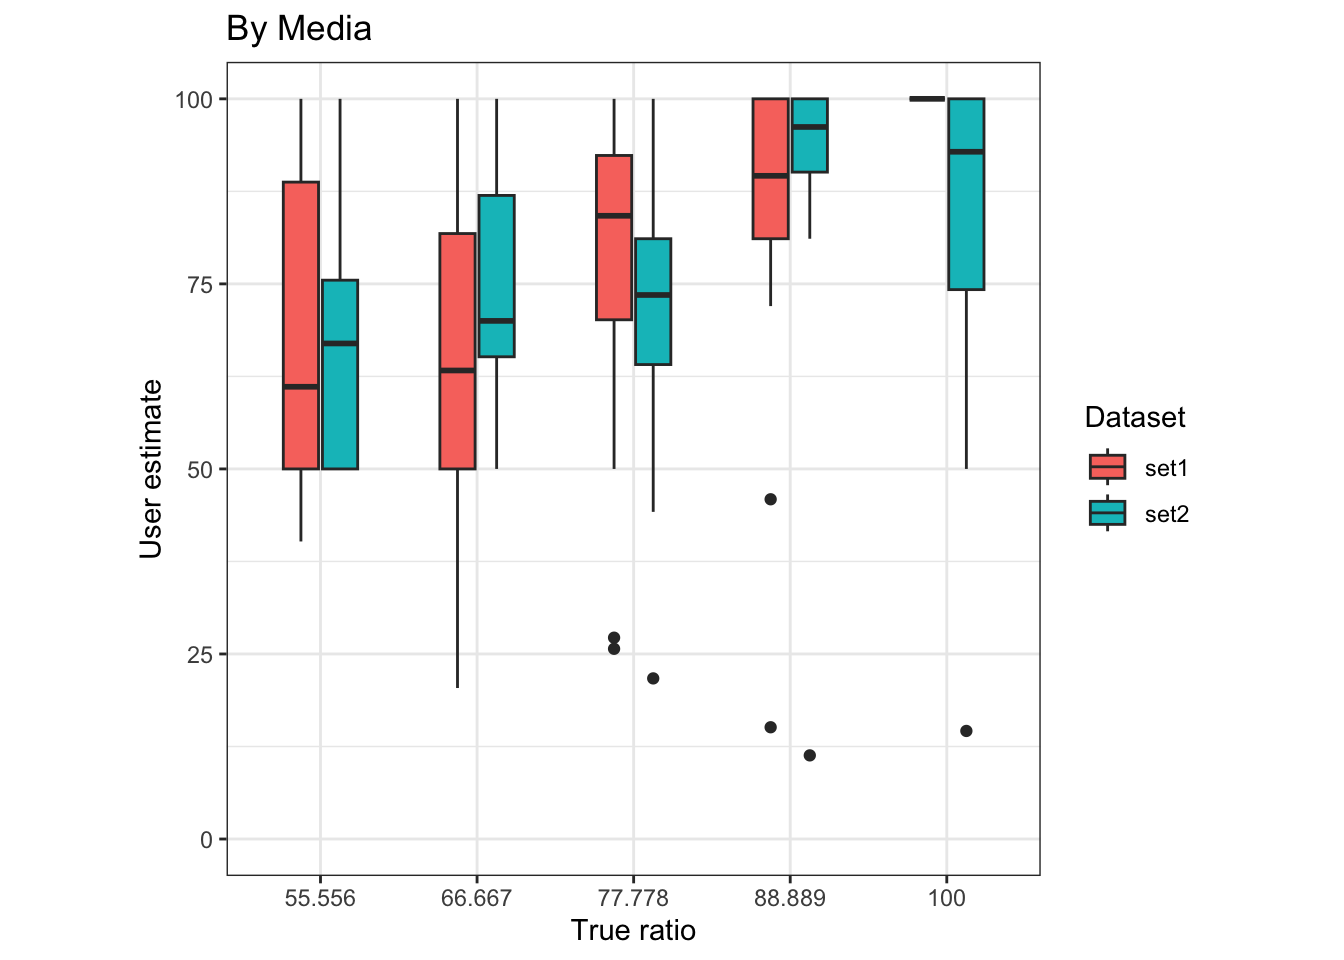 By Media
100
75
50
25
0
User estimate
55.556 66.667 77.778 88.889 100
True ratio
Dataset
set1
set2